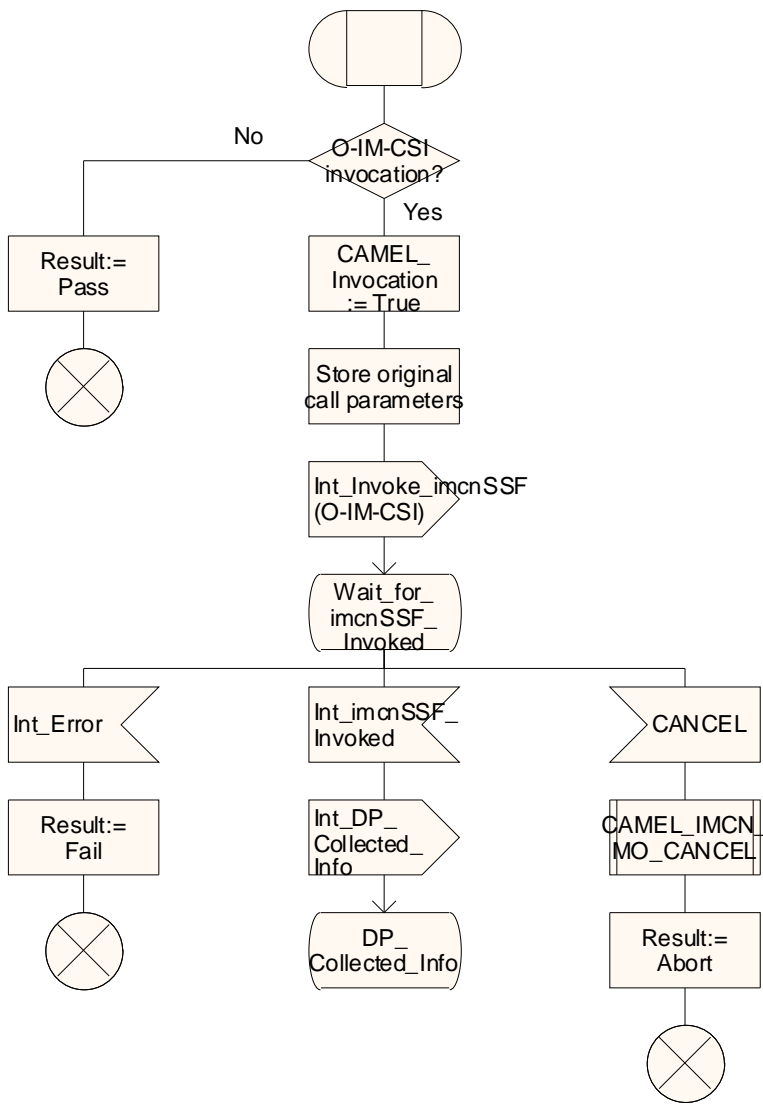 No
O-IM-CSI
invocation?
Yes
Result:=
Pass
CAMEL_
Invocation
:= True
Store original
call parameters
Int_Invoke_imcnSSF
(O-IM-CSI)
Wait_for_
imcnSSF_
Invoked
Int_Error
Int_imcnSSF_
Invoked
CANCEL
Result:=
Fail
Int_DP_
Collected_
Info
CAMEL_IMCN_
MO_CANCEL
DP_
Collected_Info
Result:=
Abort